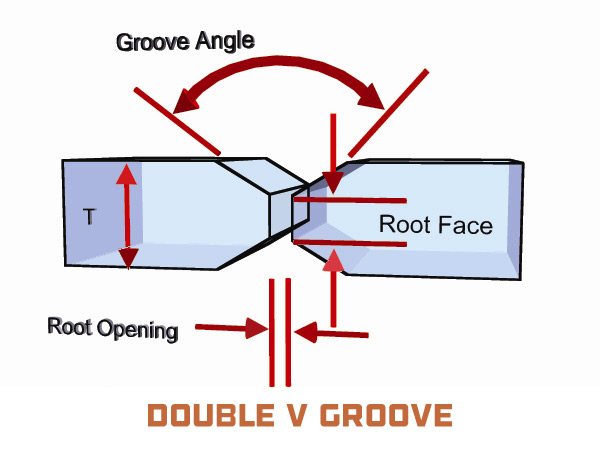 Groove Angle
T
Root Face
Root Opening
DOUBLE V GROOVE